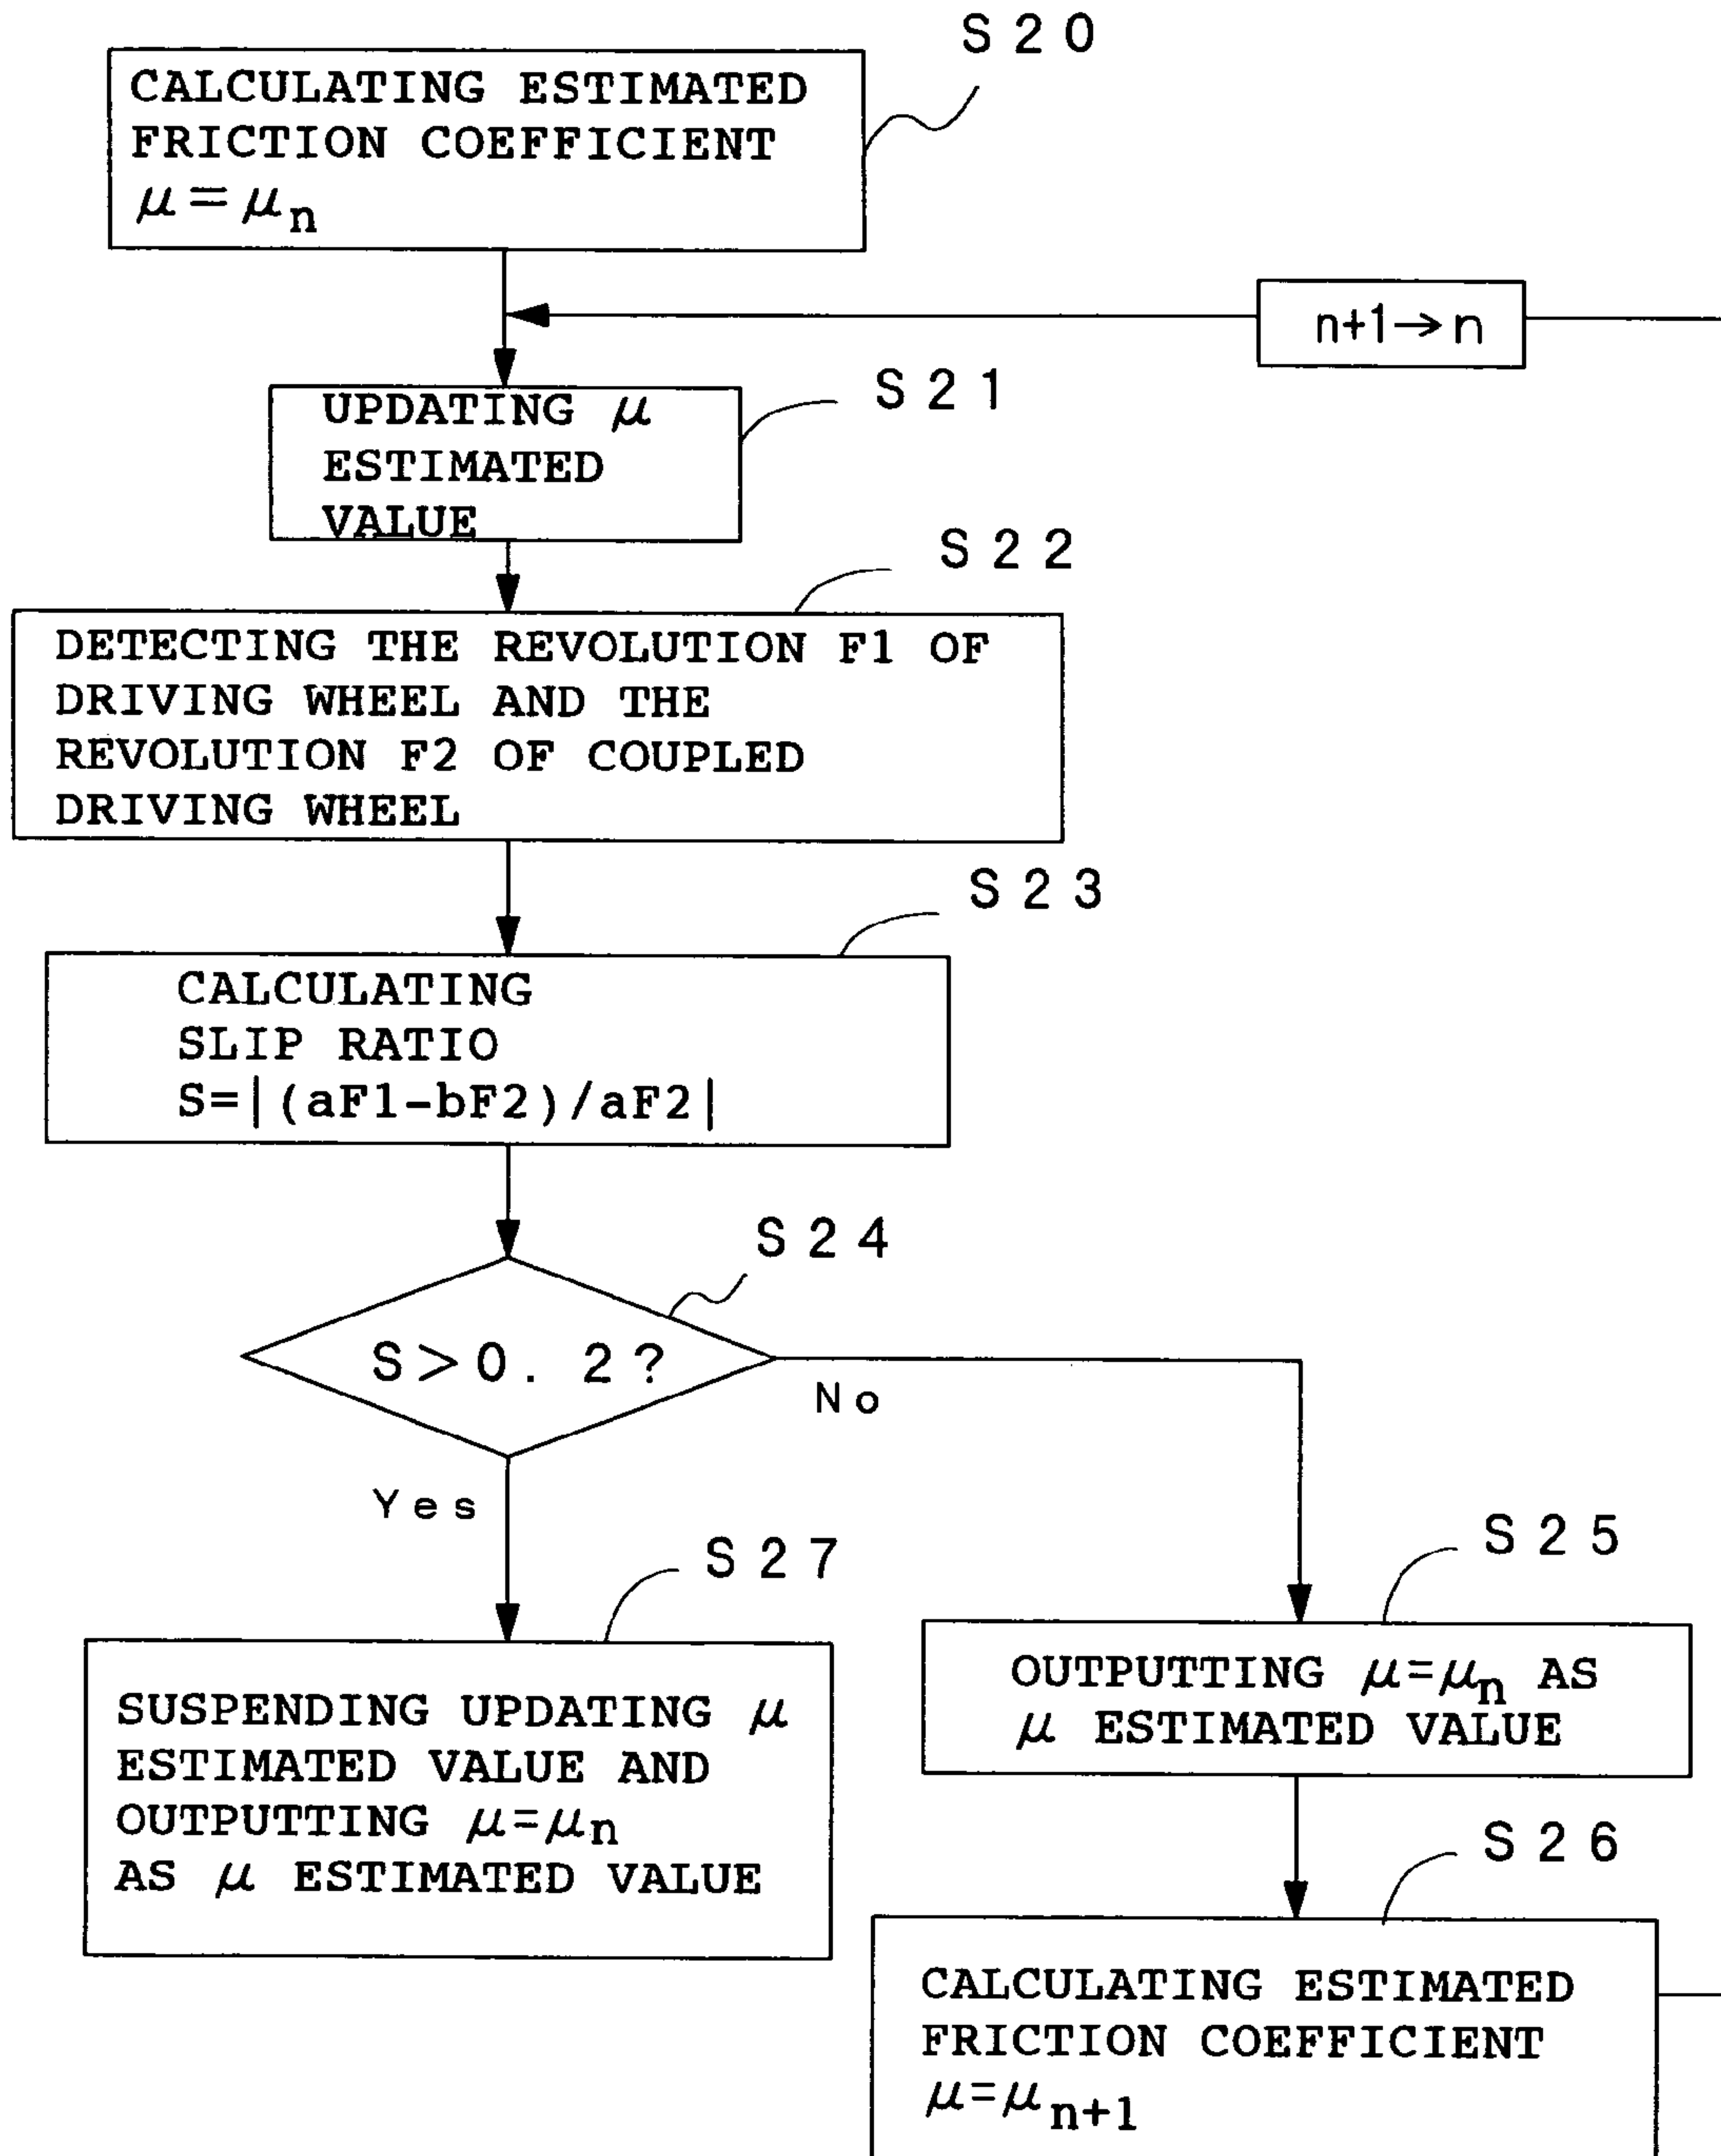 S20
CALCULATING ESTIMATED
FRICTION COEFFICIENT
μ=μn
n+1→n
S21
UPDATING μ
ESTIMATED
VALUE
S22
DETECTING THE REVOLUTION F1 OF
DRIVING WHEEL AND THE
REVOLUTION F2 OF COUPLED
DRIVING WHEEL
S23
CALCULATING
SLIP RATIO
S=|(aF1-bF2)/aF2|
S24
S>0.2?
No
Yes
S27
SUSPENDING UPDATING μ
ESTIMATED VALUE AND
OUTPUTTING μ=μn
AS μ ESTIMATED VALUE
S25
OUTPUTTING μ=μn AS
μ ESTIMATED VALUE
S26
CALCULATING ESTIMATED
FRICTION COEFFICIENT
μ=μn+1